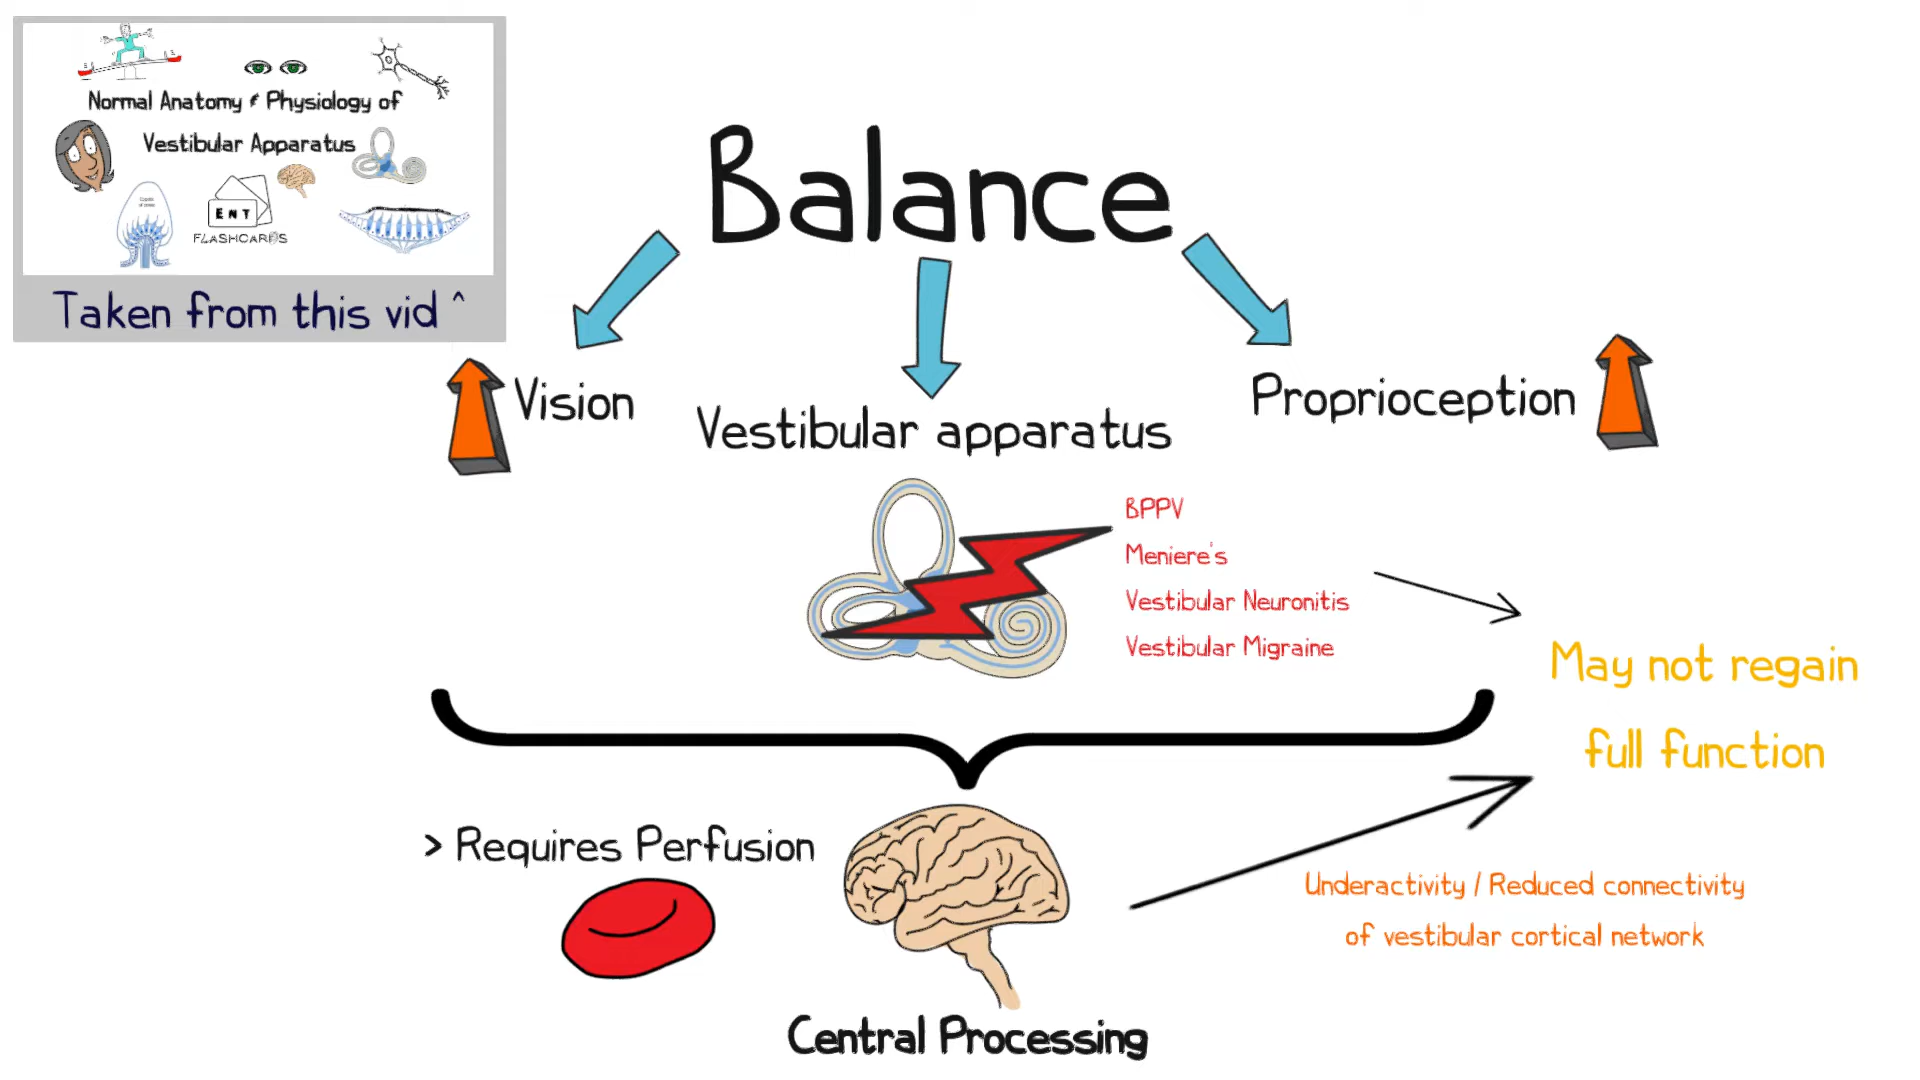 Normal Anatomy & Physiology of
Vestibular Apparatus
ENT
FLASHCARDS
Taken from this vid ^
Balance
Vision
Vestibular apparatus
Proprioception
BPPV
Meniere's
Vestibular Neuronitis
Vestibular Migraine
May not regain
full function
> Requires Perfusion
Underactivity / Reduced connectivity
of vestibular cortical network
Central Processing